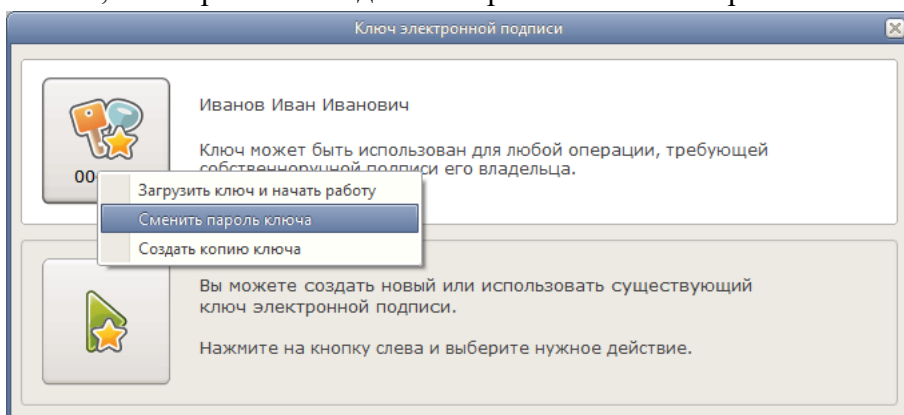 Ключ электронной подписи
Иванов Иван Иванович
Ключ может быть использован для любой операции, требующей
собственноручной подписи его владельца.
00
Загрузить ключ и начать работу
Сменить пароль ключа
Создать копию ключа
Вы можете создать новый или использовать существующий
ключ электронной подписи.
Нажмите на кнопку слева и выберите нужное действие.